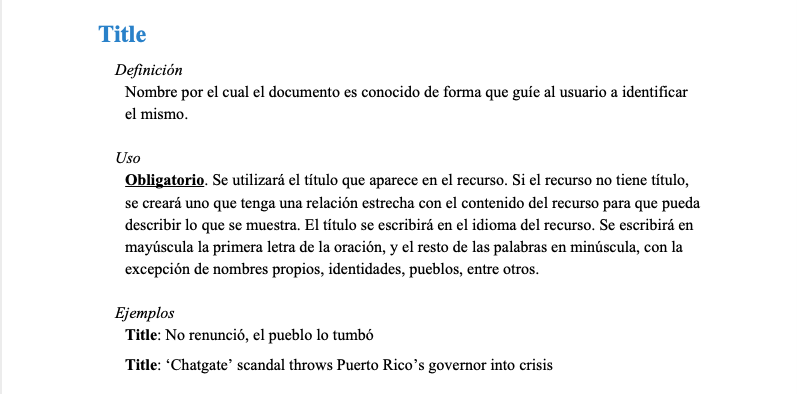 Title
Definición
Nombre por el cual el documento es conocido de forma que guíe al usuario a identificar
el mismo.
Uso
Obligatorio. Se utilizará el título que aparece en el recurso. Si el recurso no tiene título,
se creará uno que tenga una relación estrecha con el contenido del recurso para que pueda
describir lo que se muestra. El título se escribirá en el idioma del recurso. Se escribirá en
mayúscula la primera letra de la oración, y el resto de las palabras en minúscula, con la
excepción de nombres propios, identidades, pueblos, entre otros.
Ejemplos
Title: No renunció, el pueblo lo tumbó
Title: ‘Chatgate’ scandal throws Puerto Rico’s governor into crisis